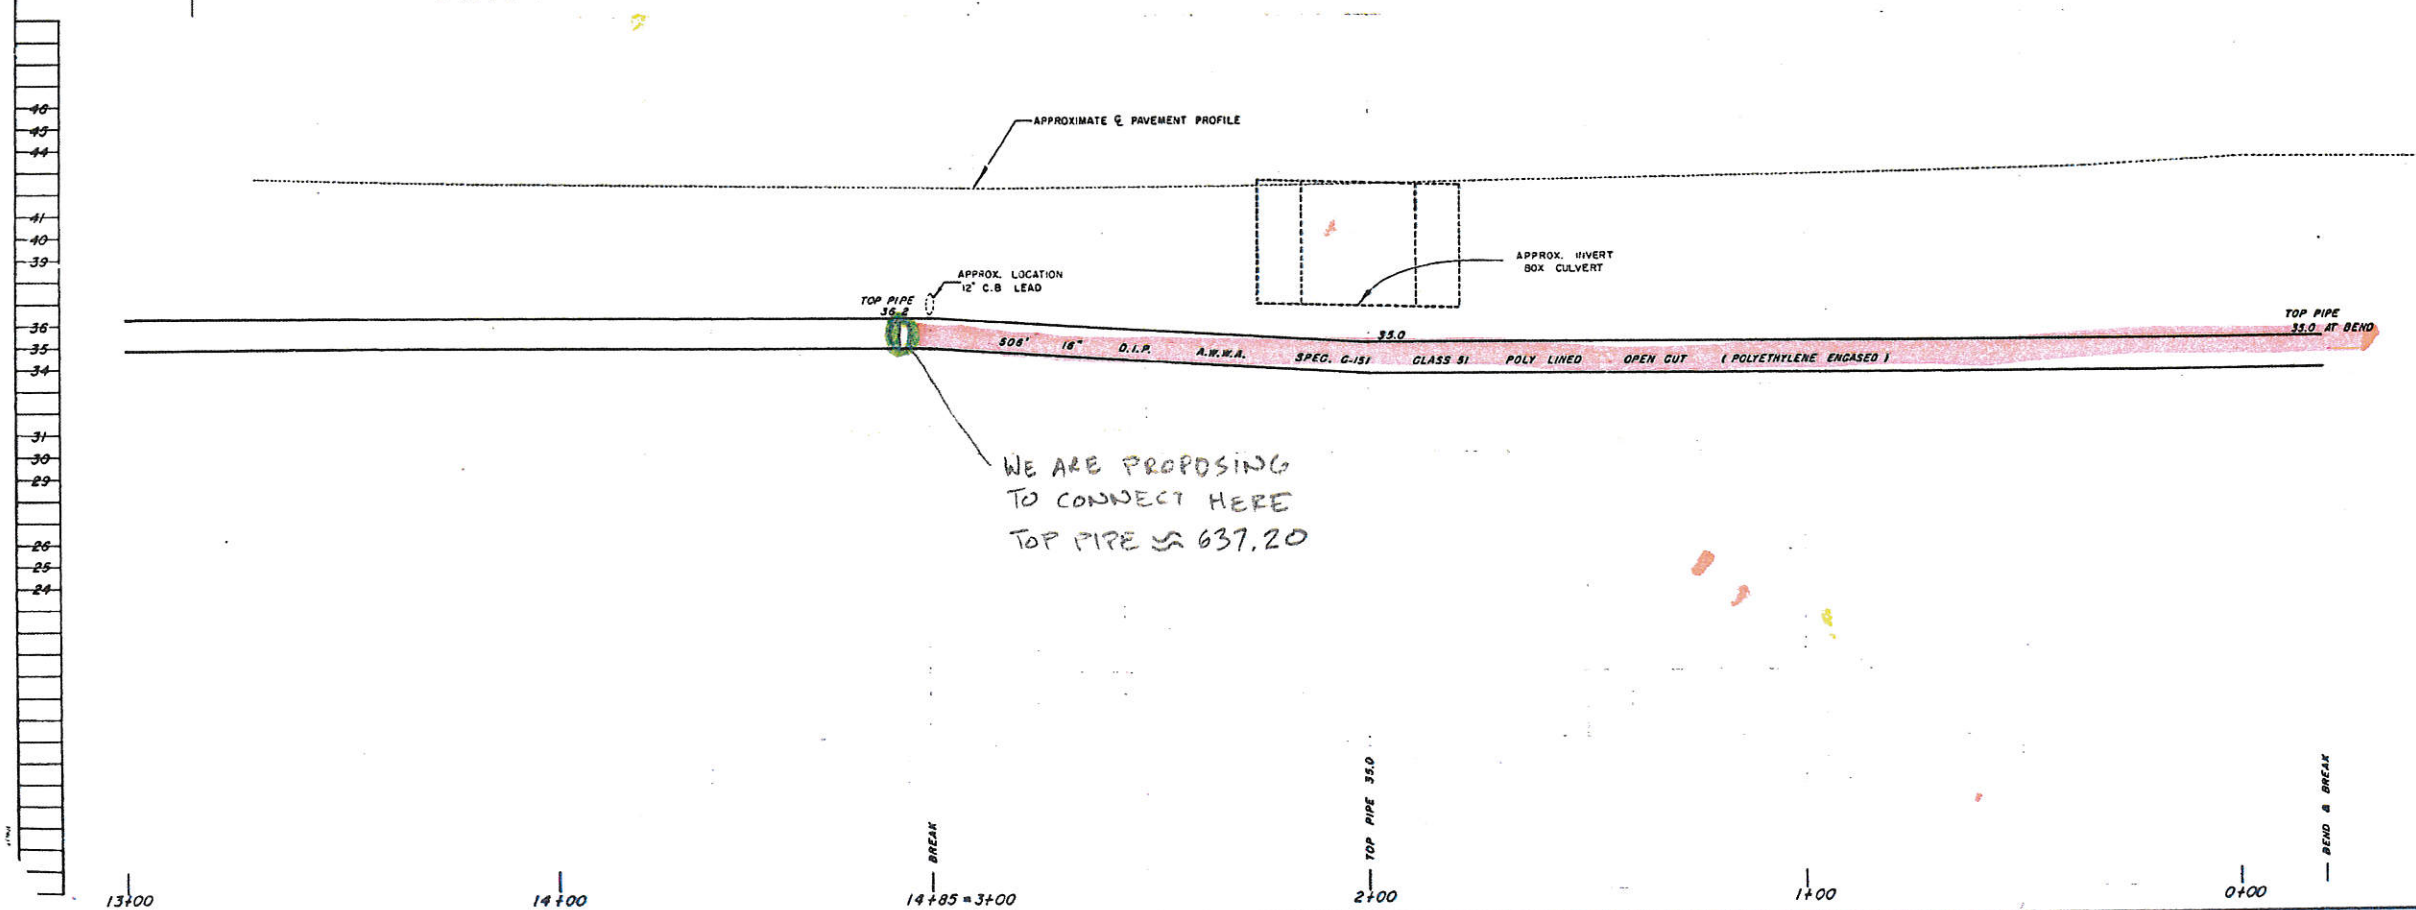 46
45
44
41
40
39
36
35
34
31
30
29
26
25
24
APPROXIMATE ℄ PAVEMENT PROFILE
APPROX. LOCATION
12" C.B LEAD
TOP PIPE
36.2
APPROX. INVERT
BOX CULVERT
35.0
TOP PIPE
35.0 AT BEND
506' 16" D.I.P. A.W.W.A. SPEC. C-151 CLASS 51 POLY LINED OPEN CUT (POLYETHYLENE ENCASED)
WE ARE PROPOSING
TO CONNECT HERE
TOP PIPE ≈ 637.20
BREAK
TOP PIPE 35.0
BEND & BREAK
13+00
14+00
14+85=3+00
2+00
1+00
0+00